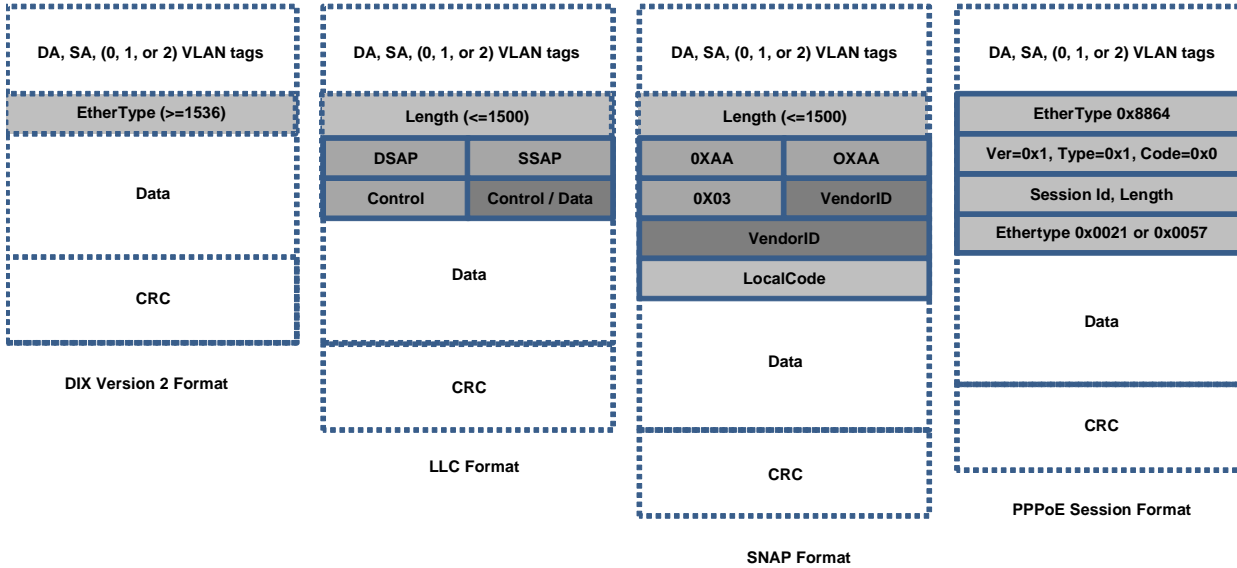 DA, SA, (0, 1, or 2) VLAN tags
EtherType (>=1536)
Data
CRC
DIX Version 2 Format
DA, SA, (0, 1, or 2) VLAN tags
Length (<=1500)
DSAP
SSAP
Control
Control / Data
Data
CRC
LLC Format
DA, SA, (0, 1, or 2) VLAN tags
Length (<=1500)
0XAA
OXAA
0X03
VendorID
VendorID
LocalCode
Data
CRC
SNAP Format
DA, SA, (0, 1, or 2) VLAN tags
EtherType 0x8864
Ver=0x1, Type=0x1, Code=0x0
Session Id, Length
Ethertype 0x0021 or 0x0057
Data
CRC
PPPoE Session Format